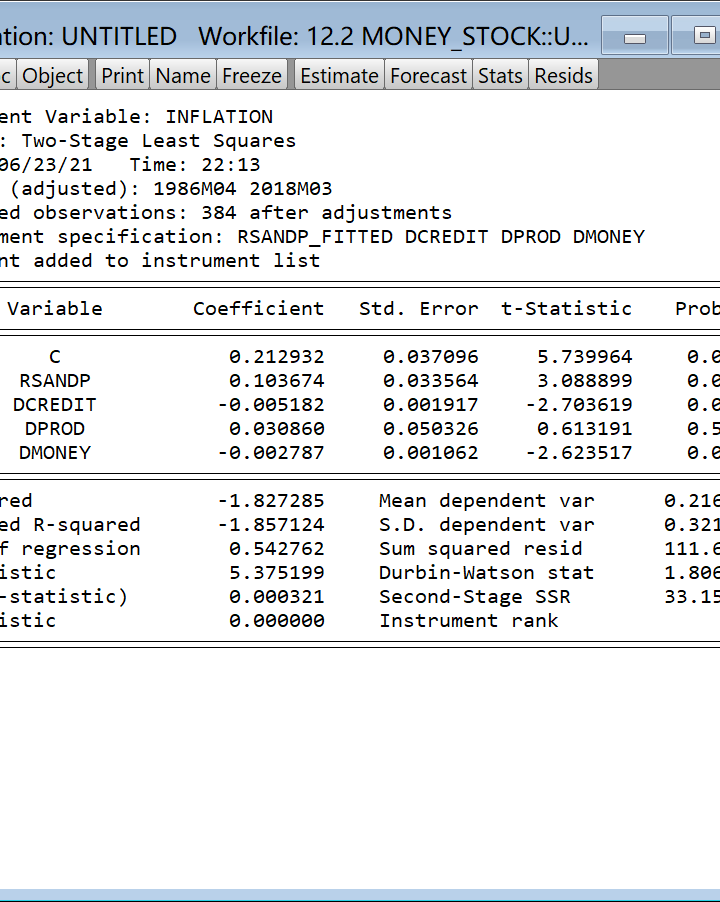 tion: UNTITLED Workfile: 12.2 MONEY_STOCK::U...
c Object Print Name Freeze Estimate Forecast Stats Resids
ent Variable: INFLATION
: Two-Stage Least Squares
06/23/21 Time: 22:13
(adjusted): 1986M04 2018M03
ed observations: 384 after adjustments
ment specification: RSANDP_FITTED DCREDIT DPROD DMONEY
nt added to instrument list
Variable Coefficient Std. Error t-Statistic Prob
C 0.212932 0.037096 5.739964 0.0
RSANDP 0.103674 0.033564 3.088899 0.0
DCREDIT -0.005182 0.001917 -2.703619 0.0
DPROD 0.030860 0.050326 0.613191 0.5
DMONEY -0.002787 0.001062 -2.623517 0.0
red -1.827285 Mean dependent var 0.216
ed R-squared -1.857124 S.D. dependent var 0.321
f regression 0.542762 Sum squared resid 111.6
istic 5.375199 Durbin-Watson stat 1.806
-statistic) 0.000321 Second-Stage SSR 33.15
istic 0.000000 Instrument rank